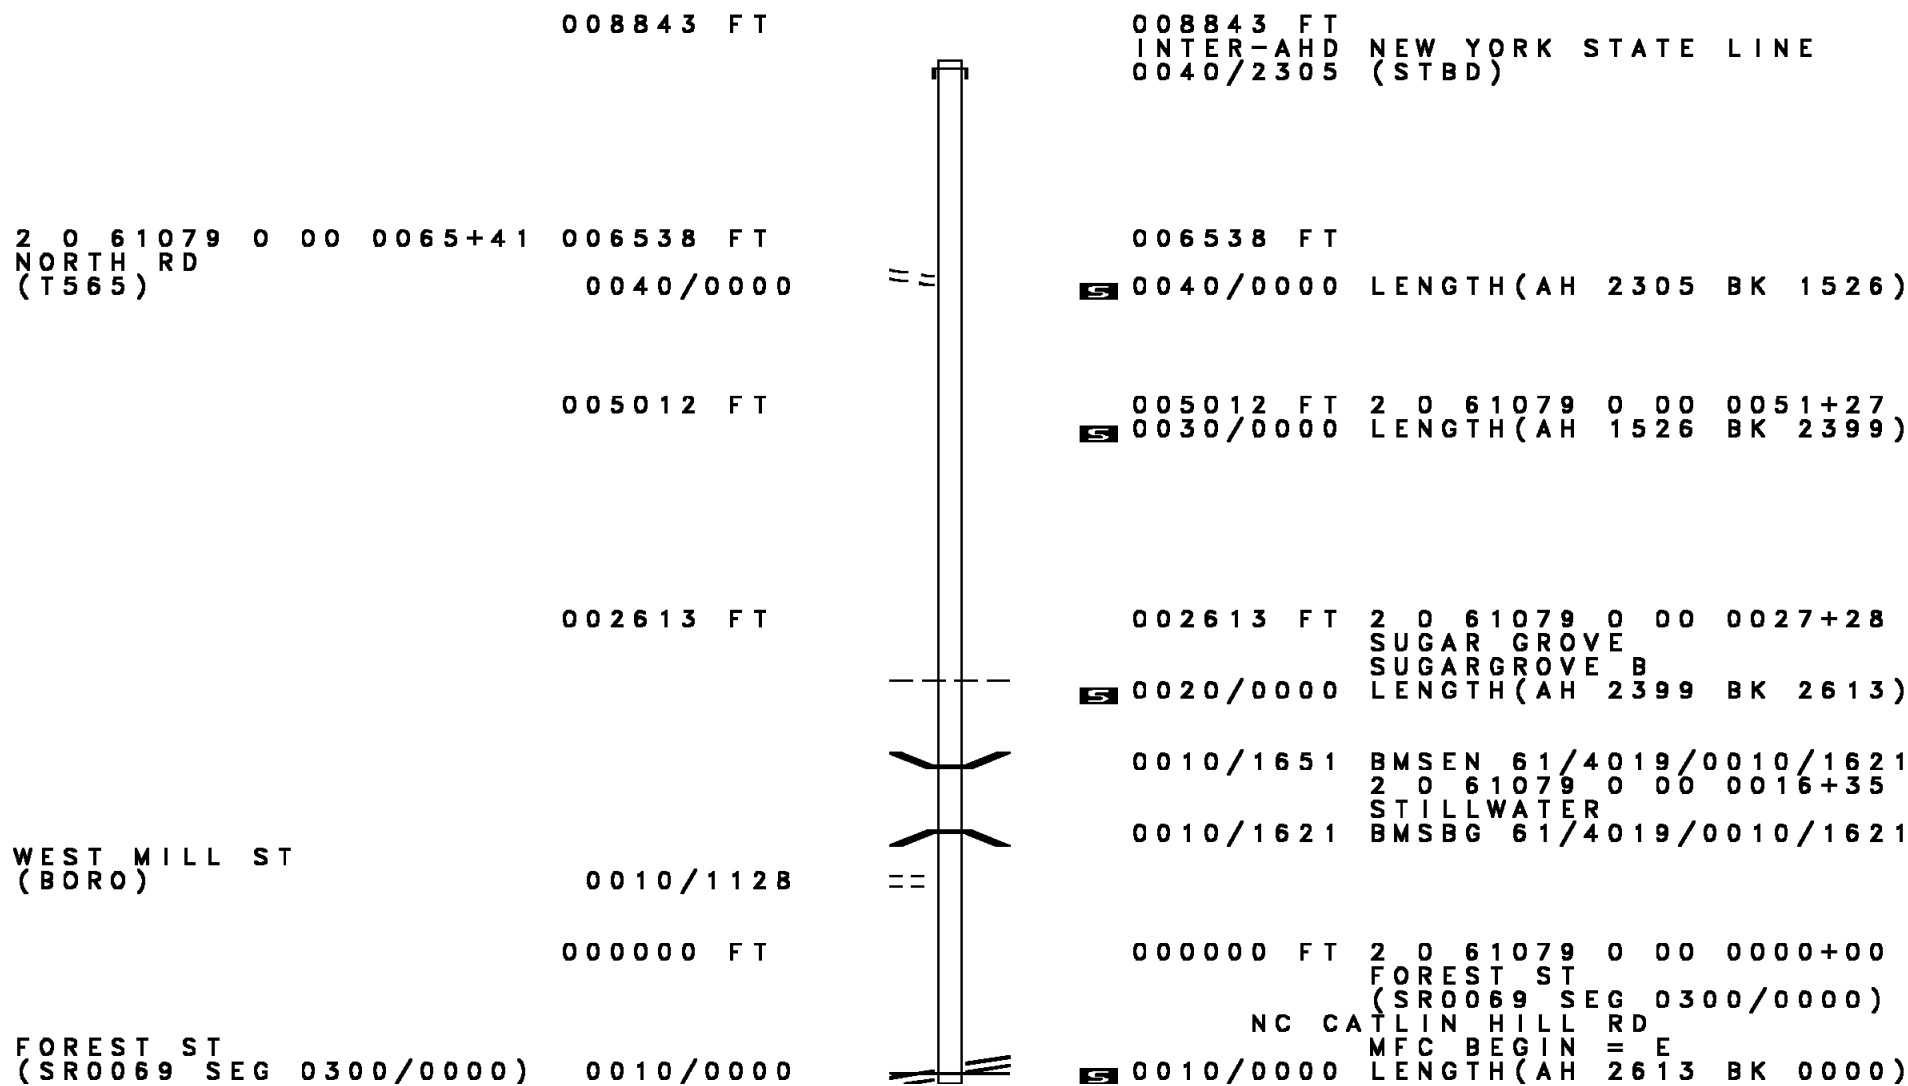 008843 FT 008843 FT
INTER-AHD NEW YORK STATE LINE
0040/2305 (STBD)
2 0 61079 0 00 0065+41 006538 FT 006538 FT
NORTH RD
(T565) 0040/0000 S 0040/0000 LENGTH(AH 2305 BK 1526)
005012 FT 005012 FT 2 0 61079 0 00 0051+27
S 0030/0000 LENGTH(AH 1526 BK 2399)
002613 FT 002613 FT 2 0 61079 0 00 0027+28
SUGAR GROVE
SUGARGROVE B
S 0020/0000 LENGTH(AH 2399 BK 2613)
0010/1651 BMSEN 61/4019/0010/1621
2 0 61079 0 00 0016+35
STILLWATER
0010/1621 BMSBG 61/4019/0010/1621
WEST MILL ST
(BORO) 0010/1128
000000 FT 000000 FT 2 0 61079 0 00 0000+00
FOREST ST
(SR0069 SEG 0300/0000)
NC CATLIN HILL RD
FOREST ST MFC BEGIN = E
(SR0069 SEG 0300/0000) 0010/0000 S 0010/0000 LENGTH(AH 2613 BK 0000)